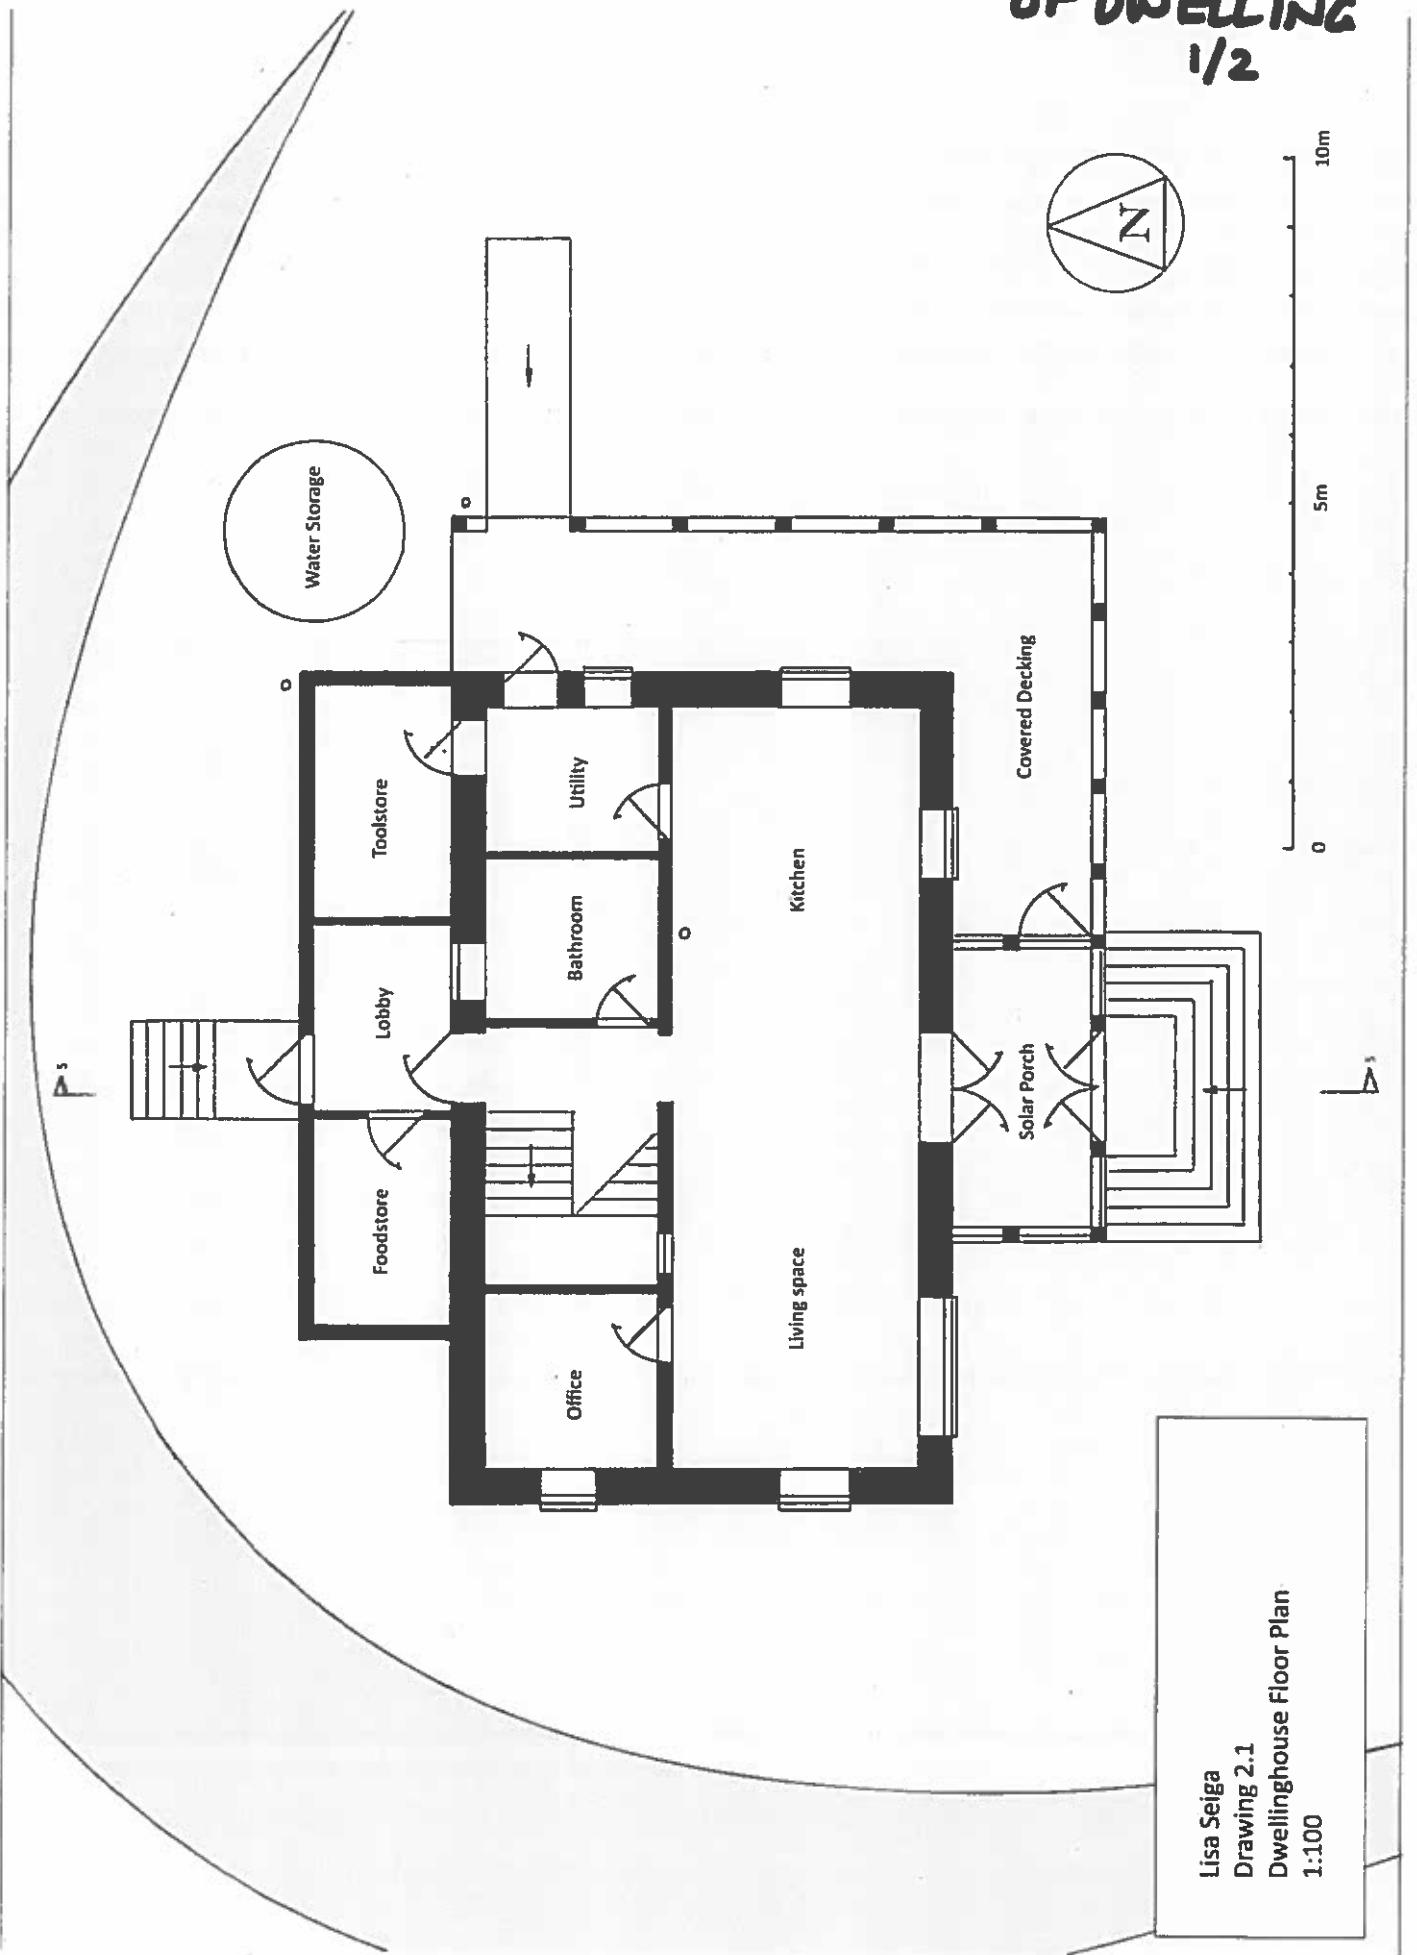 OF DWELLING
1/2
Water Storage
Toolstore
Lobby
Foodstore
Utility
Bathroom
Office
Kitchen
Living space
Covered Decking
Solar Porch
N
S
S
0
5m
10m
Lisa Seiga
Drawing 2.1
Dwellinghouse Floor Plan
1:100